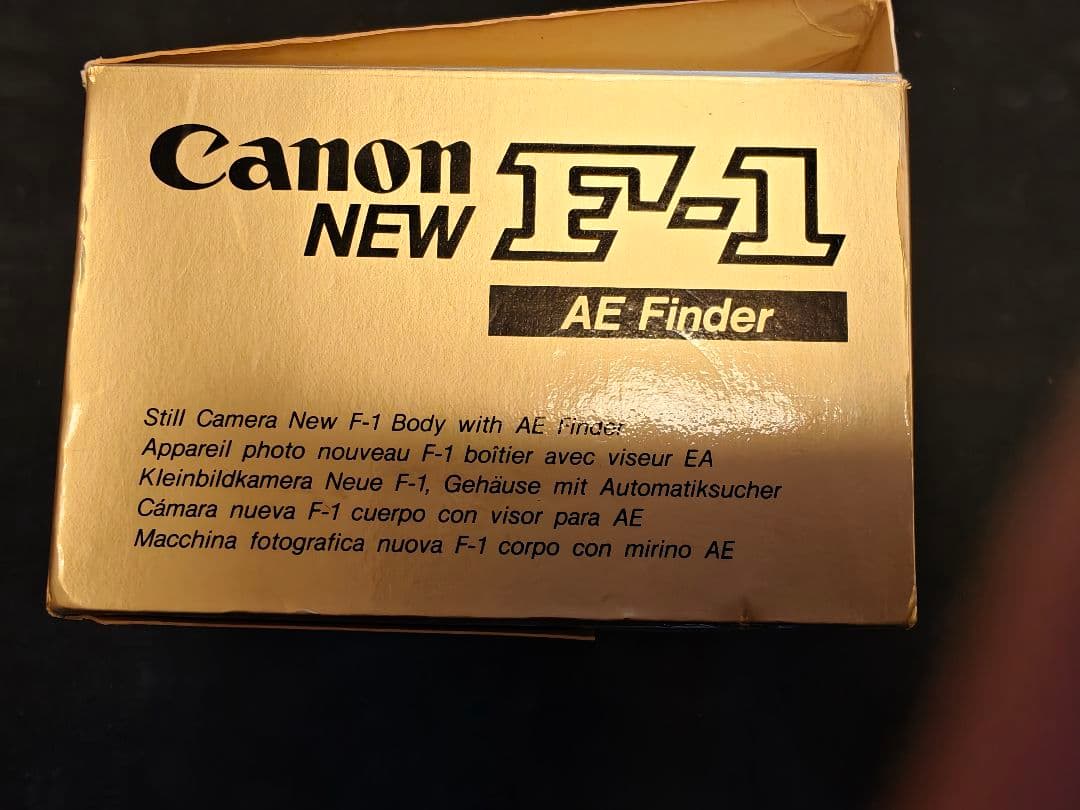 Canon
NEW F-1
AE Finder
Still Camera New F-1 Body with AE Finder
Appareil photo nouveau F-1 boîtier avec viseur EA
Kleinbildkamera Neue F-1, Gehäuse mit Automatiksucher
Cámara nueva F-1 cuerpo con visor para AE
Macchina fotografica nuova F-1 corpo con mirino AE